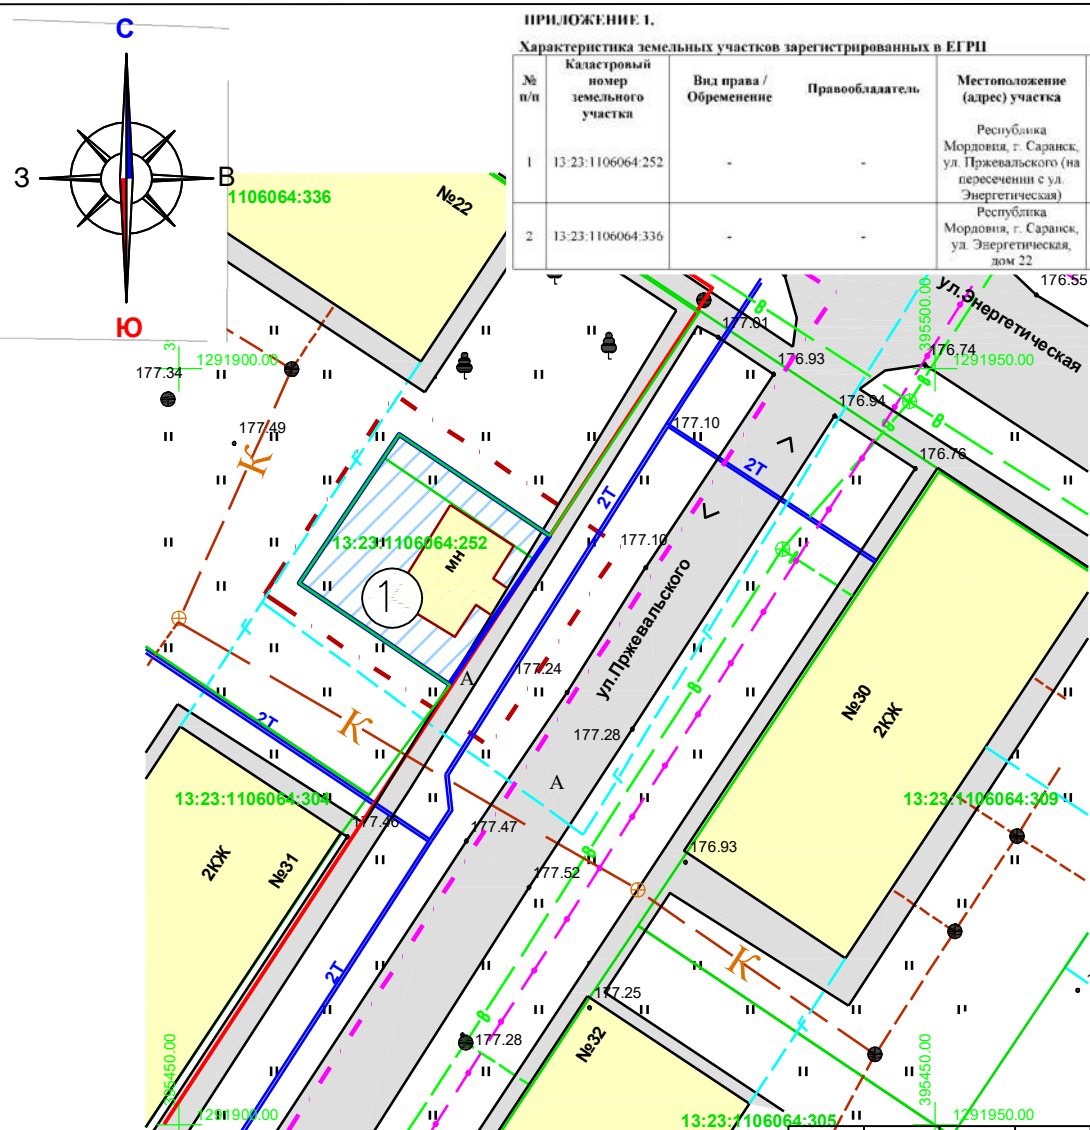 ПРИЛОЖЕНИЕ 1.
Характеристика земельных участков зарегистрированных в ЕГРП
№ п/п
Кадастровый номер земельного участка
Вид права / Обременение
Правообладатель
Местоположение (адрес) участка
1
13:23:1106064:252
-
-
Республика Мордовия, г. Саранск, ул. Пржевальского (на пересечении с ул. Энергетическая)
2
13:23:1106064:336
-
-
Республика Мордовия, г. Саранск, ул. Энергетическая, дом 22
С
З
В
Ю
1106064:336
№22
176.55
ул.Энергетическая
395500.00
177.01
В
176.74
1291900.00
1291950.00
177.34
176.93
176.94
В
В
177.10
177.49
176.76
К
Г
2Т
2Т
13:23:1106064:252
177.10
мн
1
ул.Пржевальского
Г
Г
177.24
А
В
№30
2КЖ
2Т
К
177.28
А
13:23:1106064:304
13:23:1106064:309
177.46
177.47
176.93
В
2КЖ
№31
177.52
2Т
К
177.25
В
177.28
№32
395450.00
395450.00
1291900.00
1291950.00
13:23:1106064:305